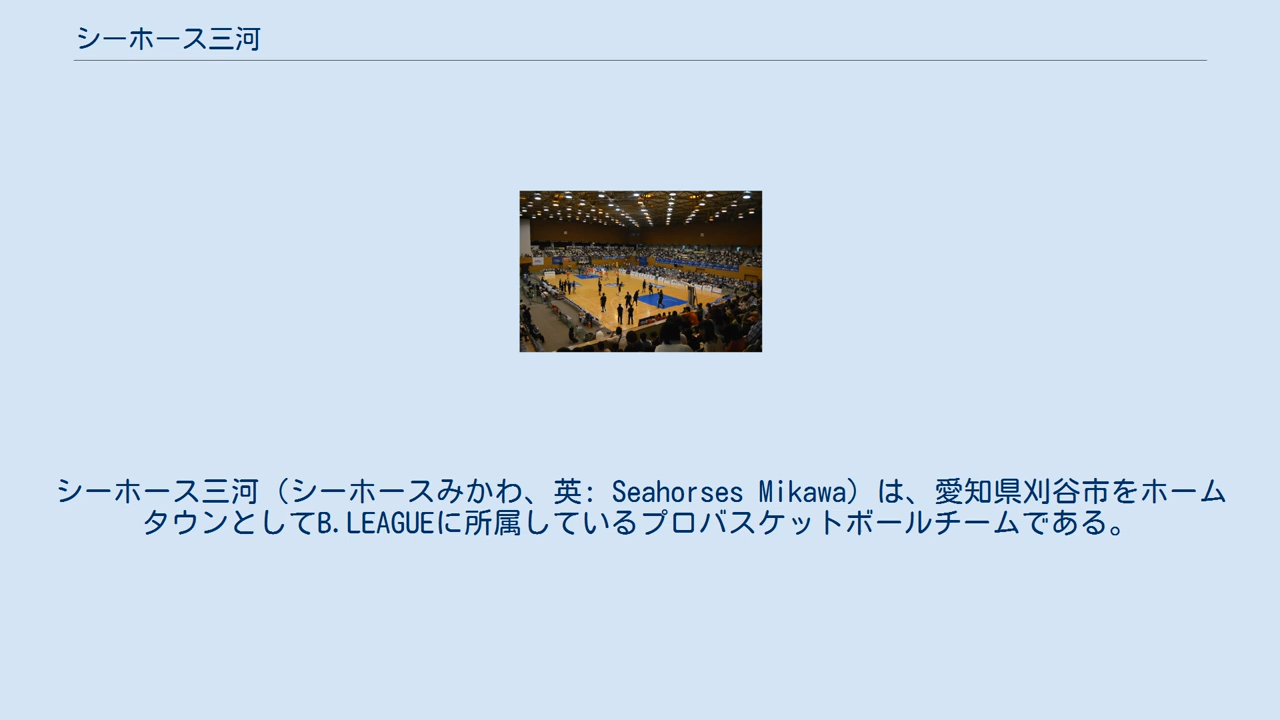 シーホース三河
シーホース三河（シーホースみかわ、英: Seahorses Mikawa）は、愛知県刈谷市をホーム
タウンとしてB.LEAGUEに所属しているプロバスケットボールチームである。